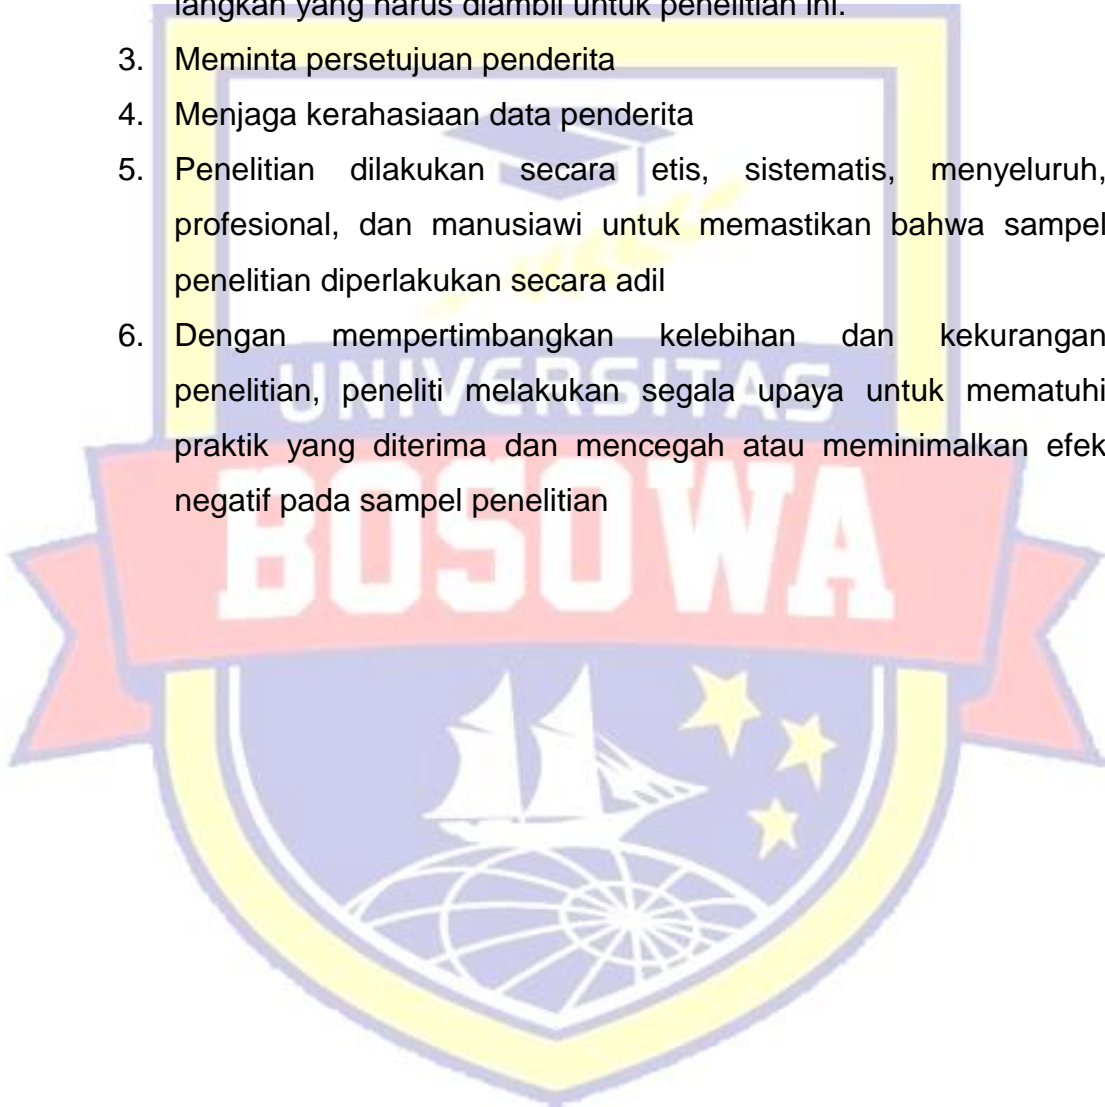 langkah yang harus diambil untuk penelitian ini.
3. Meminta persetujuan penderita
4. Menjaga kerahasiaan data penderita
5. Penelitian dilakukan secara etis, sistematis, menyeluruh,
profesional, dan manusiawi untuk memastikan bahwa sampel
penelitian diperlakukan secara adil
6. Dengan mempertimbangkan kelebihan dan kekurangan
penelitian, peneliti melakukan segala upaya untuk mematuhi
praktik yang diterima dan mencegah atau meminimalkan efek
negatif pada sampel penelitian
UNIVERSITAS
BOSOWA